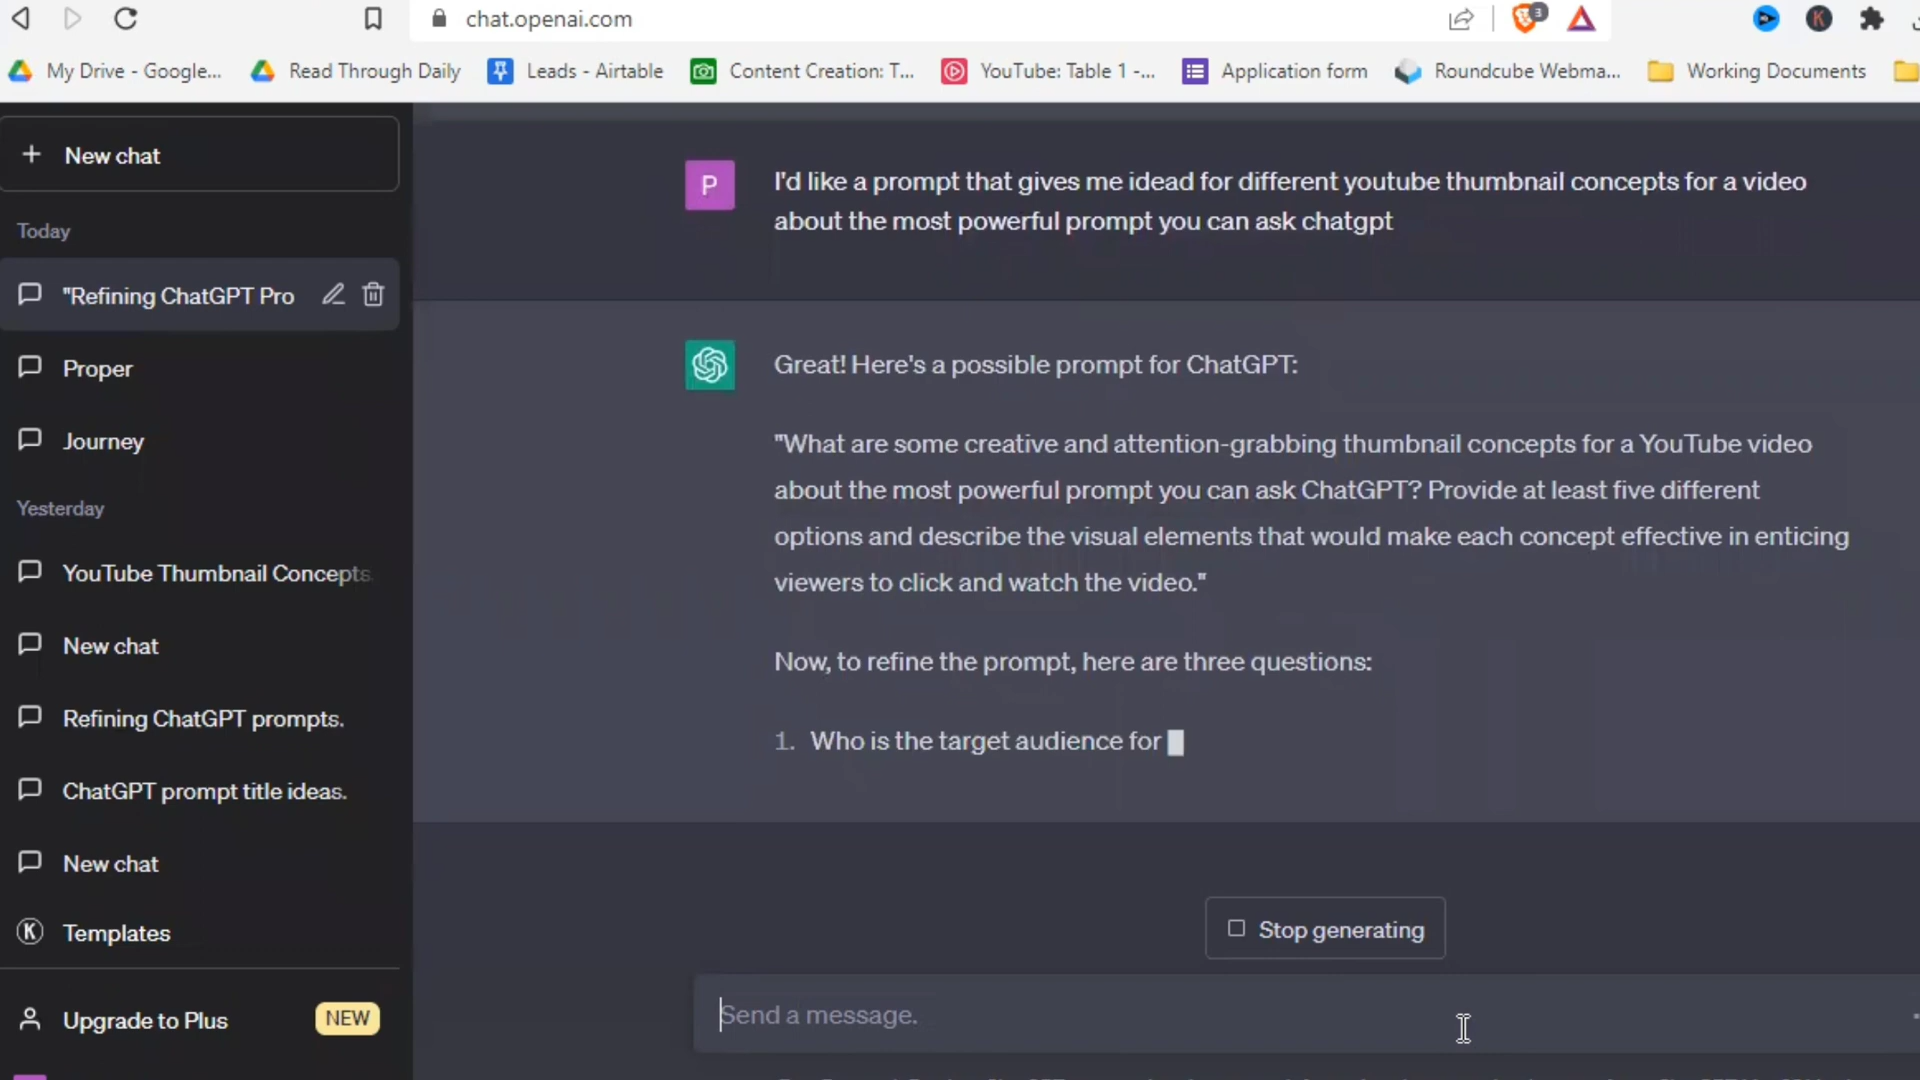 chat.openai.com
3
K
My Drive - Google...
Read Through Daily
Leads - Airtable
Content Creation: T...
YouTube: Table 1 -...
Application form
Roundcube Webma...
Working Documents
+ New chat
Today
"Refining ChatGPT Pro
Proper
Journey
Yesterday
YouTube Thumbnail Concepts.
New chat
Refining ChatGPT prompts.
ChatGPT prompt title ideas.
New chat
K
Templates
Upgrade to Plus
NEW
P
I'd like a prompt that gives me idead for different youtube thumbnail concepts for a video
about the most powerful prompt you can ask chatgpt
Great! Here's a possible prompt for ChatGPT:
"What are some creative and attention-grabbing thumbnail concepts for a YouTube video
about the most powerful prompt you can ask ChatGPT? Provide at least five different
options and describe the visual elements that would make each concept effective in enticing
viewers to click and watch the video."
Now, to refine the prompt, here are three questions:
1. Who is the target audience for
Stop generating
Send a message.